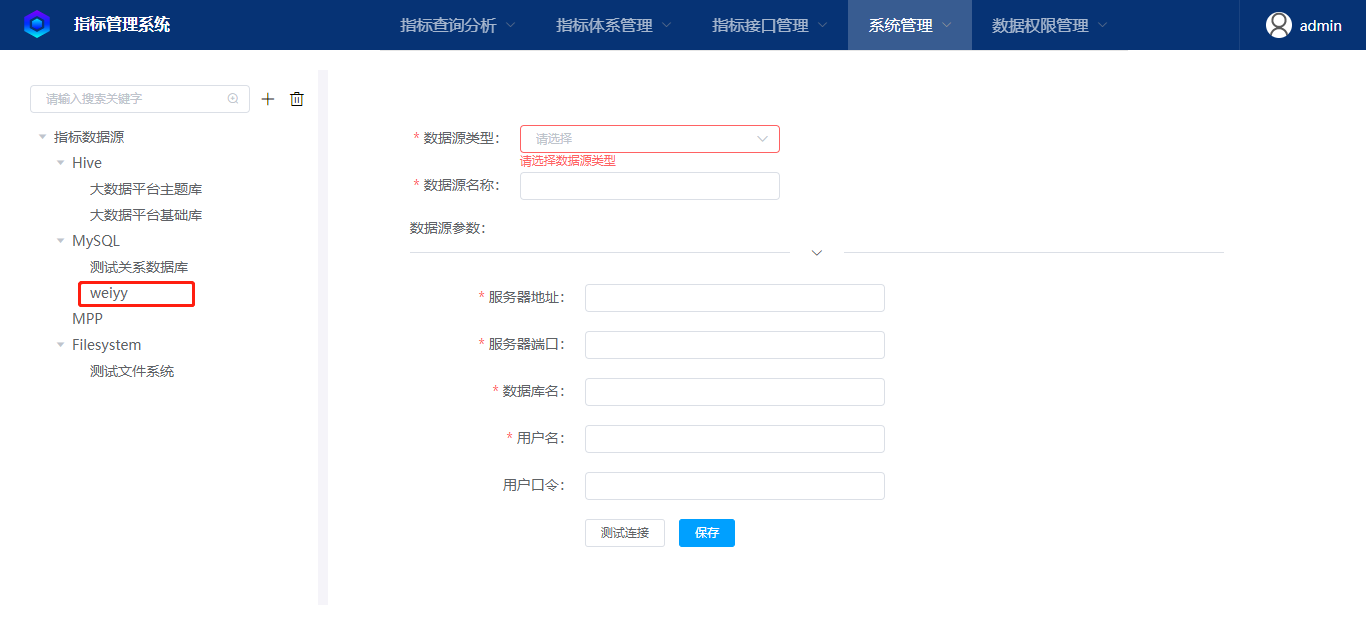 指标管理系统
指标查询分析
指标体系管理
指标接口管理
系统管理
数据权限管理
admin
请输入搜索关键字
指标数据源
Hive
大数据平台主题库
大数据平台基础库
MySQL
测试关系数据库
weiyy
MPP
Filesystem
测试文件系统
* 数据源类型：
请选择
请选择数据源类型
* 数据源名称：
数据源参数：
* 服务器地址：
* 服务器端口：
* 数据库名：
* 用户名：
用户口令：
测试连接
保存